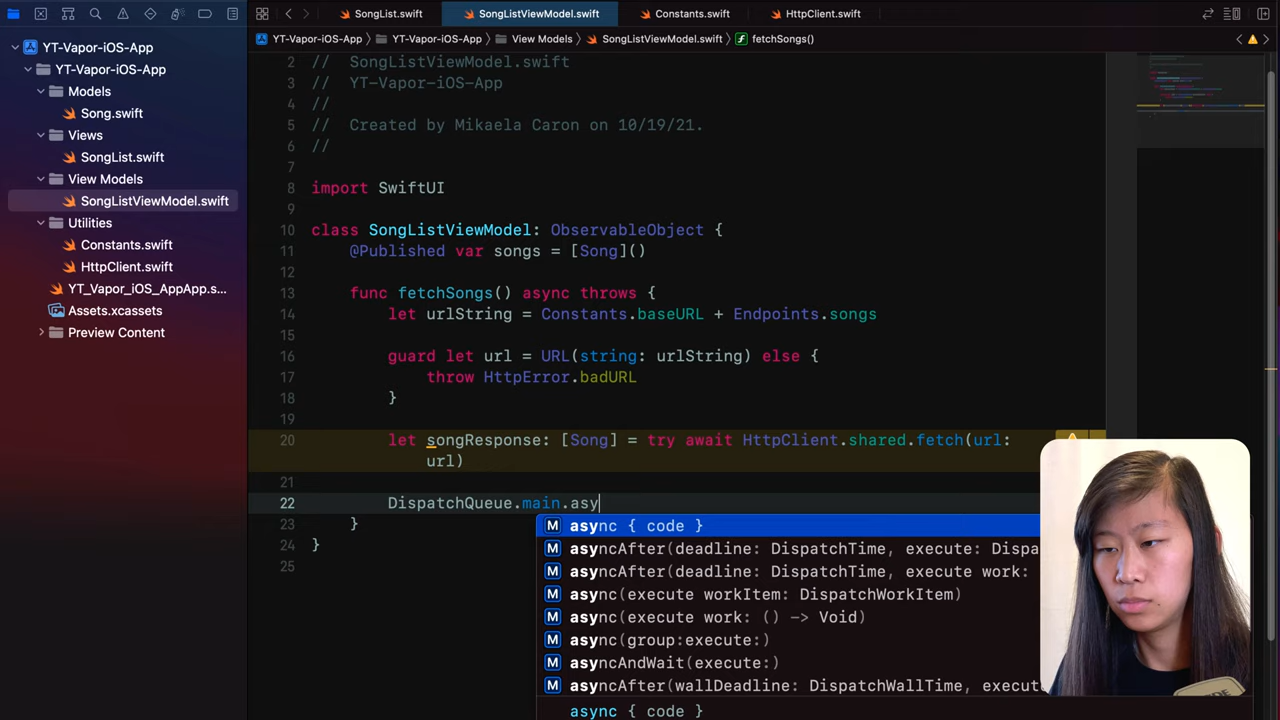 SongList.swift
SongListViewModel.swift
Constants.swift
HttpClient.swift
YT-Vapor-iOS-App
YT-Vapor-iOS-App
YT-Vapor-iOS-App
View Models
SongListViewModel.swift
fetchSongs()
YT-Vapor-iOS-App
Models
Song.swift
Views
SongList.swift
View Models
SongListViewModel.swift
Utilities
Constants.swift
HttpClient.swift
YT_Vapor_iOS_AppApp.s...
Assets.xcassets
Preview Content
2 // SongListViewModel.swift
3 // YT-Vapor-iOS-App
4 //
5 // Created by Mikaela Caron on 10/19/21.
6 //
7
8 import SwiftUI
9
10 class SongListViewModel: ObservableObject {
11 @Published var songs = [Song]()
12
13 func fetchSongs() async throws {
14 let urlString = Constants.baseURL + Endpoints.songs
15
16 guard let url = URL(string: urlString) else {
17 throw HttpError.badURL
18 }
19
20 let songResponse: [Song] = try await HttpClient.shared.fetch(url:
url)
21
22 DispatchQueue.main.asy
23 }
24 }
25
M async { code }
M asyncAfter(deadline: DispatchTime, execute: Dispa
M asyncAfter(deadline: DispatchTime, execute work:
M async(execute workItem: DispatchWorkItem)
M async(execute work: () -> Void)
M async(group:execute:)
M asyncAndWait(execute:)
M asyncAfter(wallDeadline: DispatchWallTime, execut
async { code }